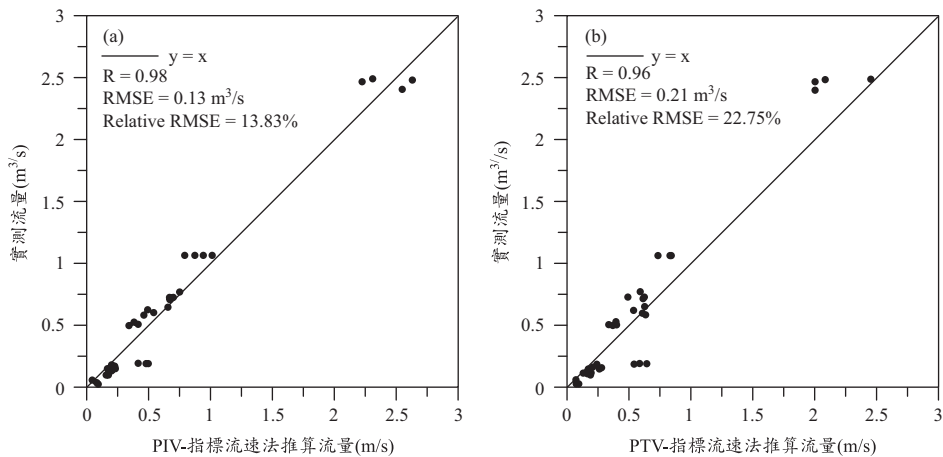 (a)
y = x
R = 0.98
RMSE = 0.13 m³/s
Relative RMSE = 13.83%
3
2.5
2
1.5
1
0.5
0
實測流量(m³/s)
0 0.5 1 1.5 2 2.5 3
PIV-指標流速法推算流量(m/s)
(b)
y = x
R = 0.96
RMSE = 0.21 m³/s
Relative RMSE = 22.75%
3
2.5
2
1.5
1
0.5
0
實測流量(m³/s)
0 0.5 1 1.5 2 2.5 3
PTV-指標流速法推算流量(m/s)